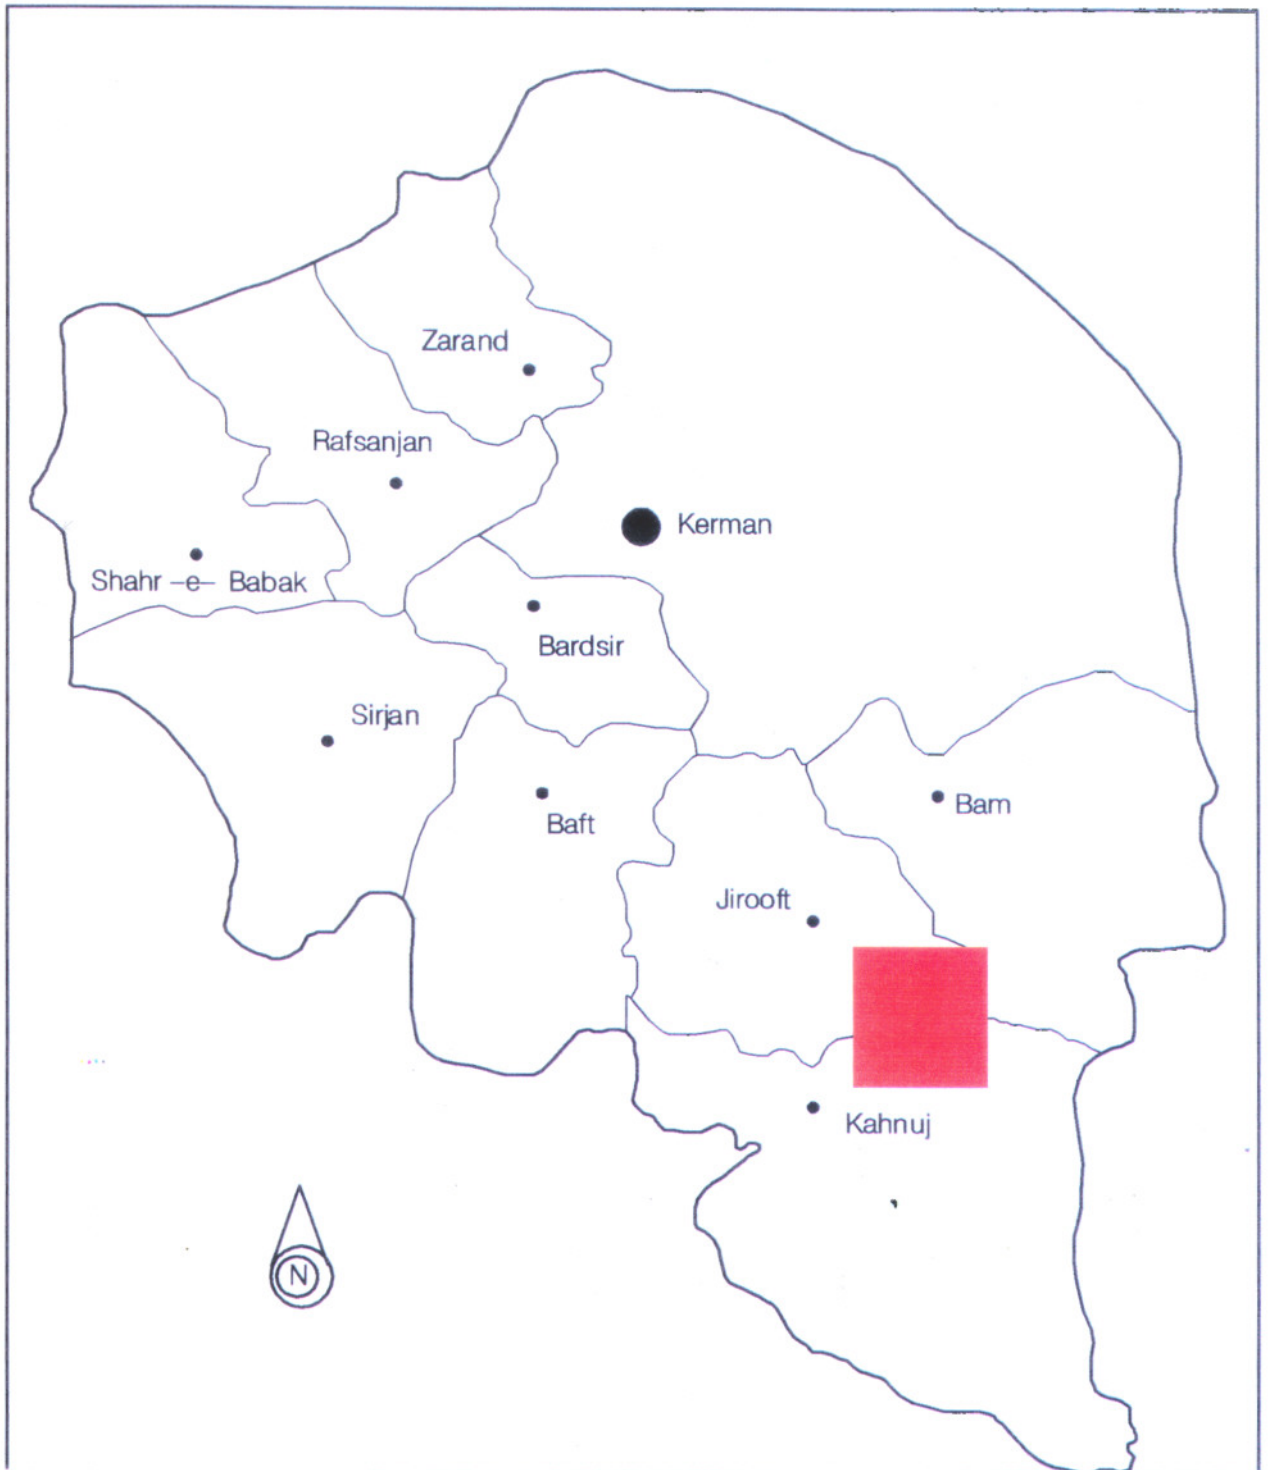 Zarand
Rafsanjan
Kerman
Shahr -e- Babak
Bardsir
Sirjan
Bam
Baft
Jirooft
Kahnuj
N